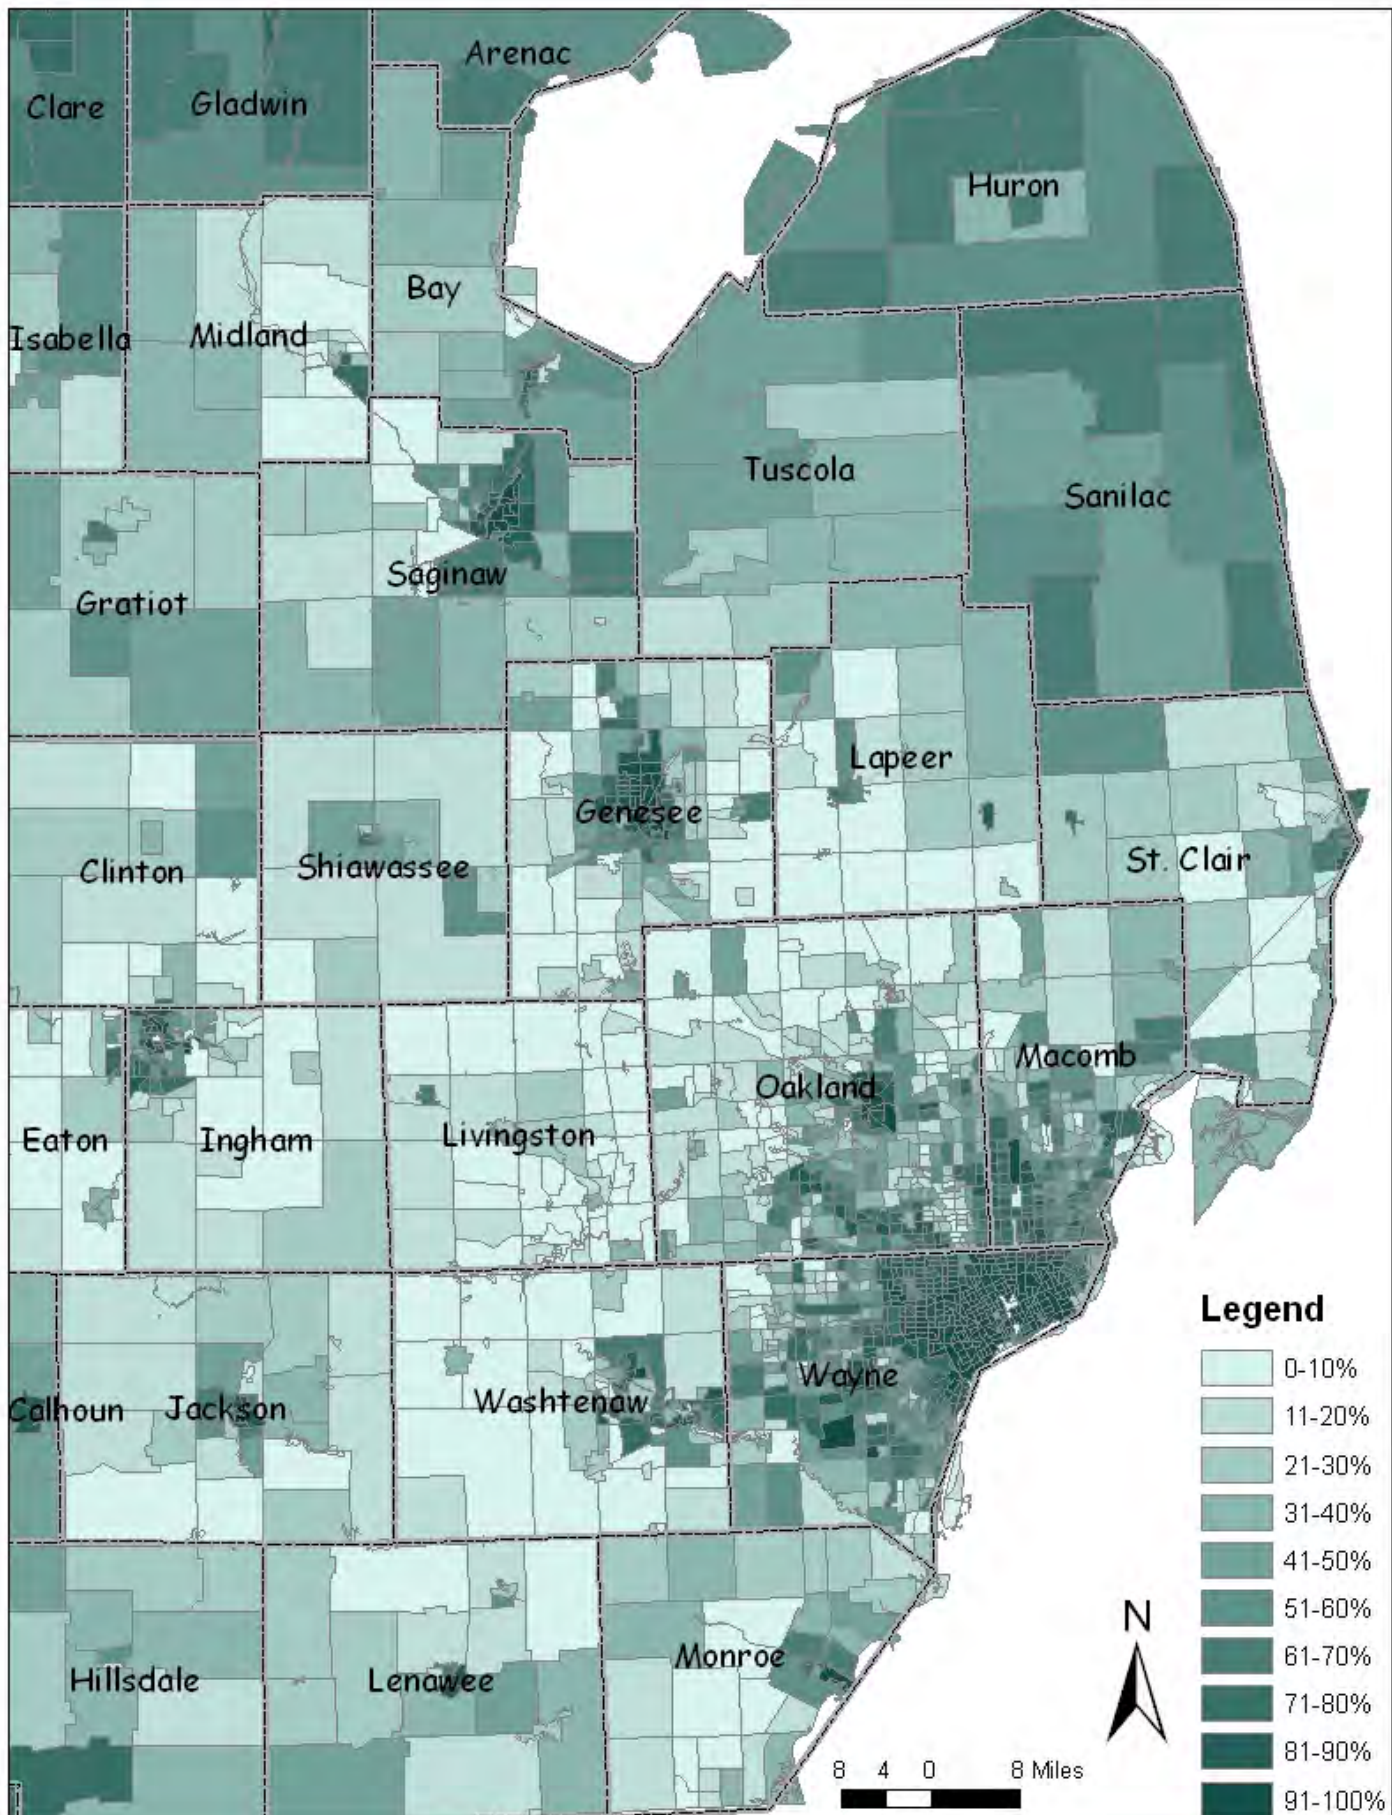 Arenac
Clare
Gladwin
Huron
Bay
Isabella
Midland
Tuscola
Sanilac
Saginaw
Gratiot
Lapeer
Genesee
Clinton
Shiawassee
St. Clair
Macomb
Oakland
Eaton
Ingham
Livingston
Wayne
Calhoun
Jackson
Washtenaw
Monroe
Hillsdale
Lenawee
Legend
0-10%
11-20%
21-30%
31-40%
41-50%
51-60%
61-70%
71-80%
81-90%
91-100%
N
8 4 0 8 Miles